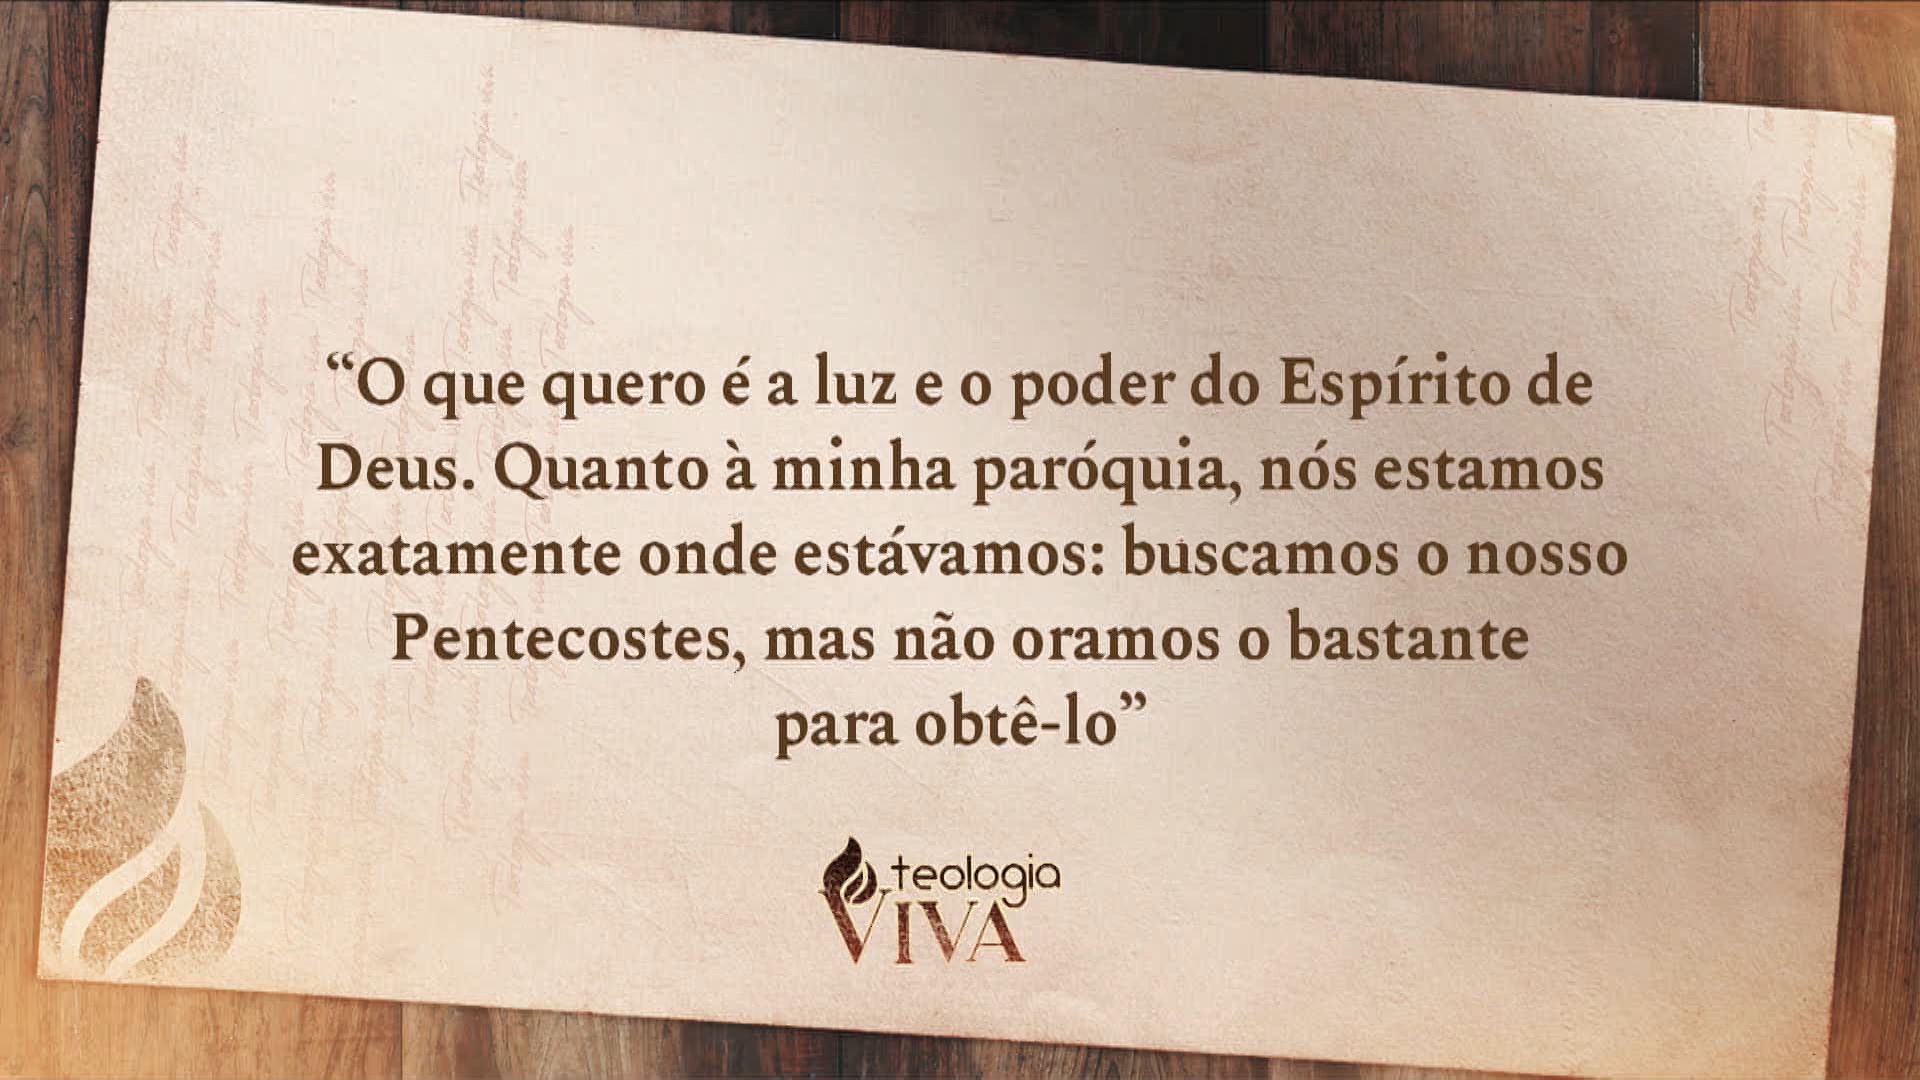 “O que quero é a luz e o poder do Espírito de
Deus. Quanto à minha paróquia, nós estamos
exatamente onde estávamos: buscamos o nosso
Pentecostes, mas não oramos o bastante
para obtê-lo”
teologia
VIVA